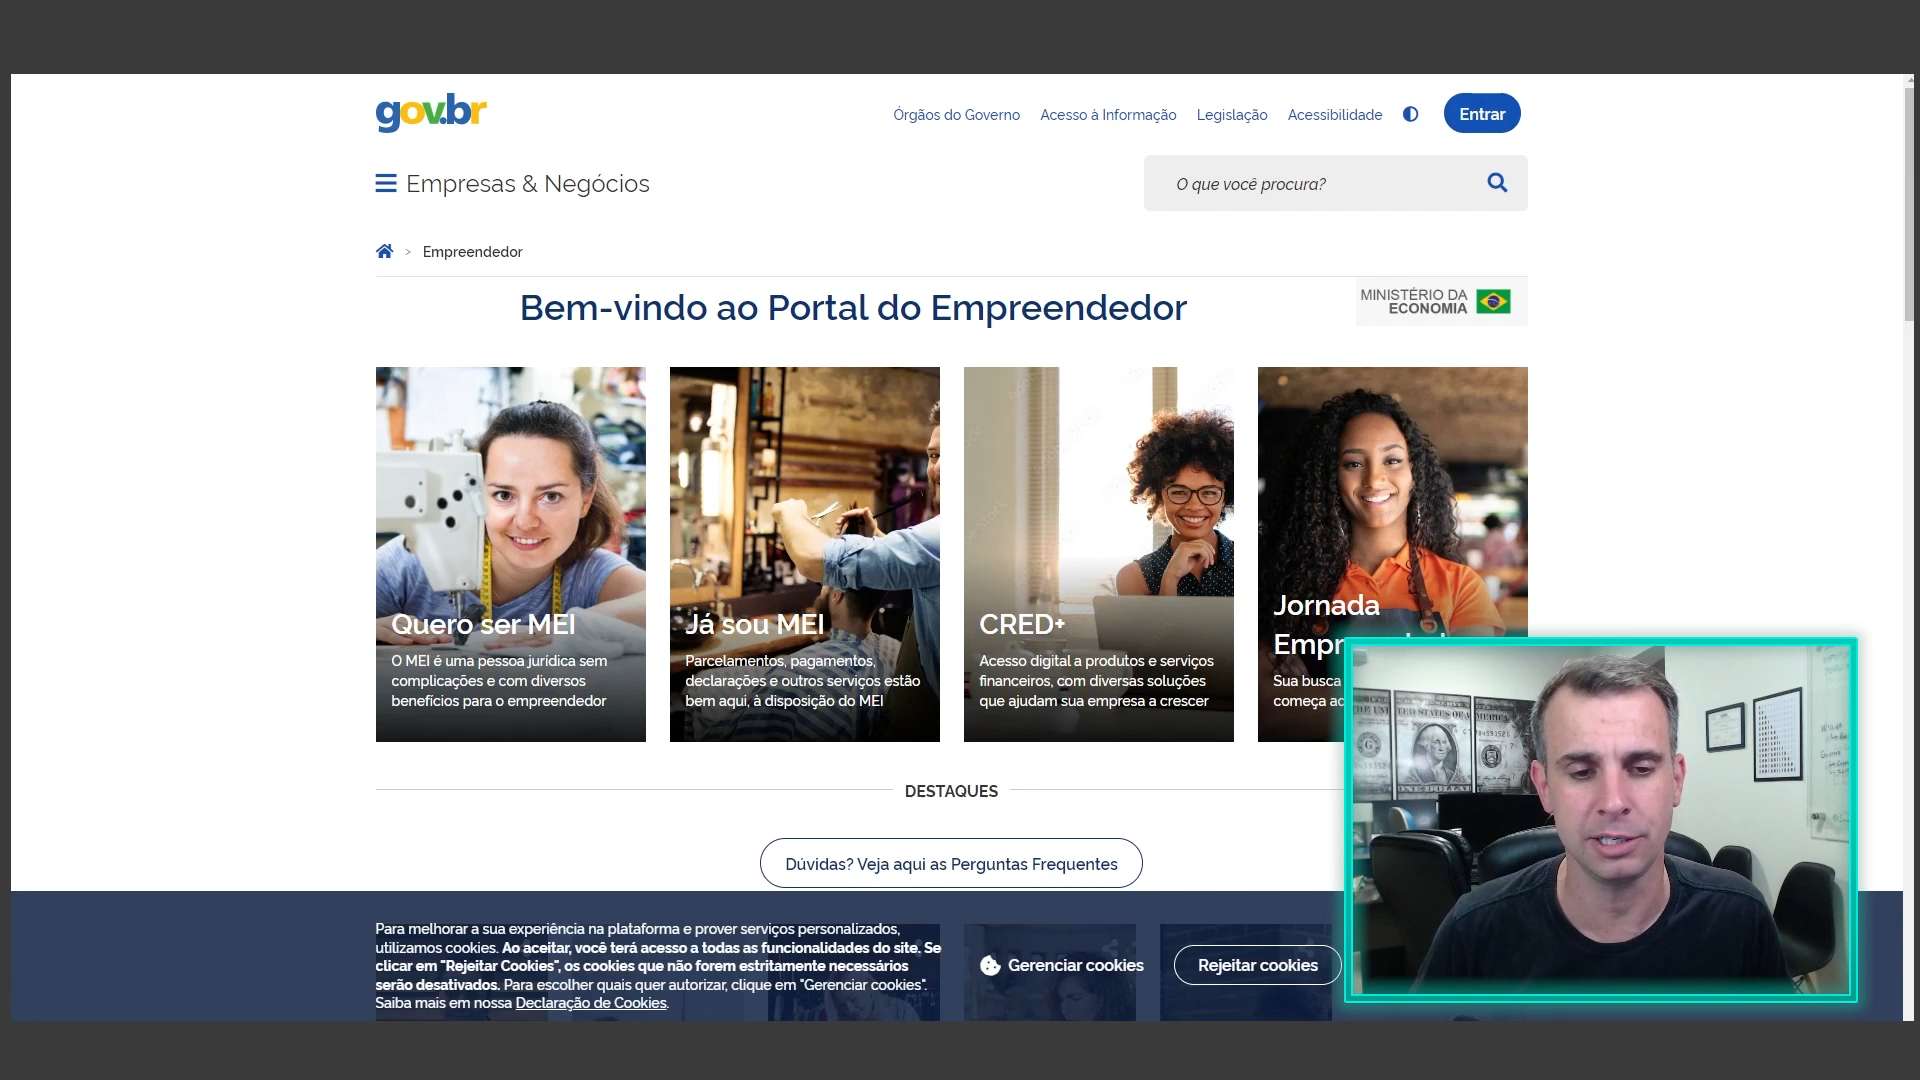 gov.br
Órgãos do Governo Acesso à Informação Legislação Acessibilidade Entrar
Empresas & Negócios
O que você procura?
> Empreendedor
Bem-vindo ao Portal do Empreendedor
MINISTÉRIO DA
ECONOMIA
Quero ser MEI
O MEI é uma pessoa jurídica sem
complicações e com diversos
benefícios para o empreendedor
Já sou MEI
Parcelamentos, pagamentos,
declarações e outros serviços estão
bem aqui, à disposição do MEI
CRED+
Acesso digital a produtos e serviços
financeiros, com diversas soluções
que ajudam sua empresa a crescer
Jornada
Sua busca
começa
DESTAQUES
Dúvidas? Veja aqui as Perguntas Frequentes
Para melhorar a sua experiência na plataforma e prover serviços personalizados,
utilizamos cookies. Ao aceitar, você terá acesso a todas as funcionalidades do site. Se
clicar em "Rejeitar Cookies", os cookies que não forem estritamente necessários
serão desativados. Para escolher quais quer autorizar, clique em "Gerenciar cookies".
Saiba mais em nossa Declaração de Cookies.
Gerenciar cookies
Rejeitar cookies
STATES OF AMERICA